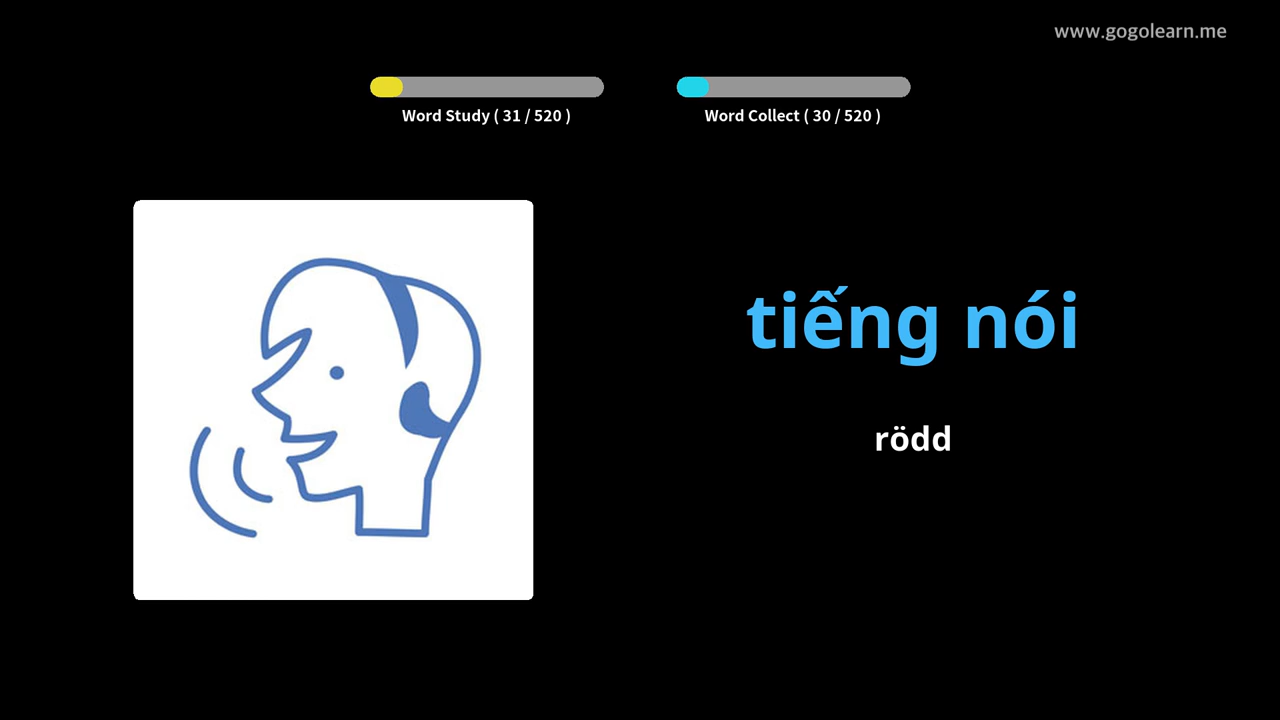 www.gogolearn.me
Word Study ( 31 / 520 )
Word Collect ( 30 / 520 )
tiếng nói
rödd